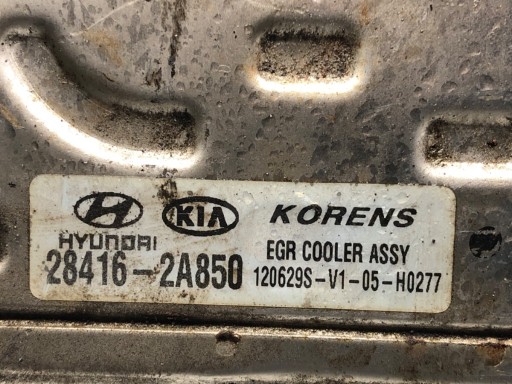 HYUNDAI KIA KORENS
EGR COOLER ASSY
28416-2A850 120629S-V1-05-H0277